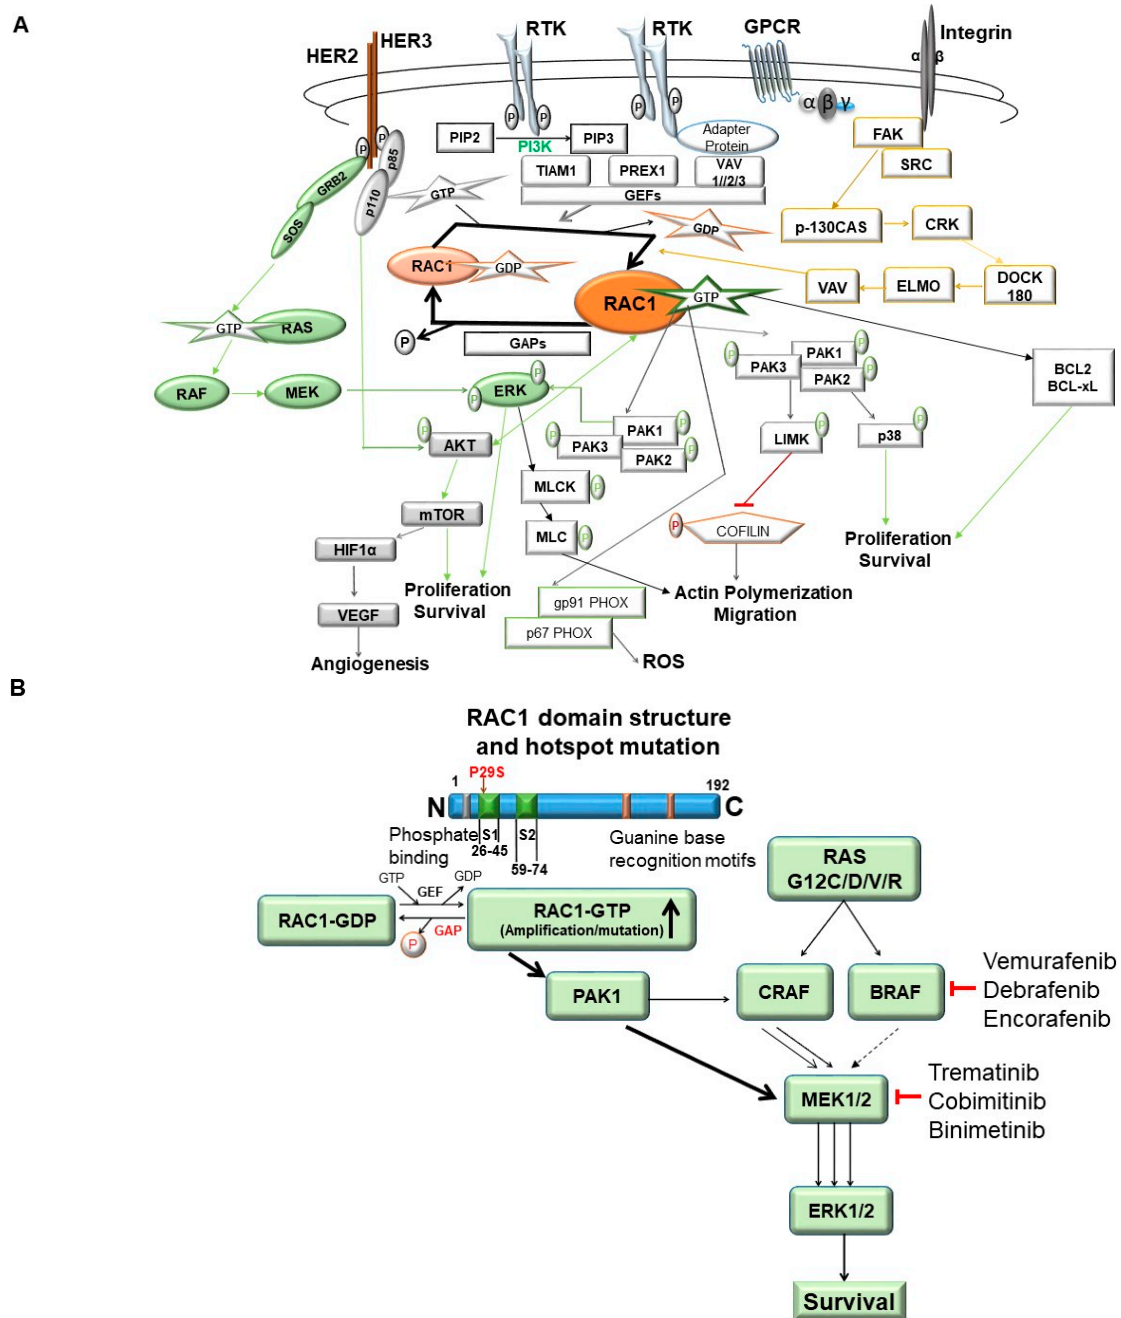 A
HER2
HER3
RTK
RTK
GPCR
Integrin
α
β
P
P
P
P
α
β
γ
P
P
PIP2
PI3K
PIP3
Adapter
Protein
FAK
SRC
GRB2
p85
p110
SOS
GTP
TIAM1
PREX1
VAV
1//2/3
GEFs
GDP
p-130CAS
CRK
RAC1
GDP
RAC1
GTP
VAV
ELMO
DOCK
180
GTP
RAS
P
GAPs
P
PAK1
P
PAK3
PAK2
P
BCL2
BCL-xL
RAF
MEK
P
ERK
P
P
AKT
PAK1
P
P
PAK3
PAK2
P
LIMK
P
p38
P
MLCK
P
mTOR
MLC
P
P
COFILIN
HIF1α
Proliferation
Survival
Proliferation
Survival
Actin Polymerization
Migration
gp91 PHOX
p67 PHOX
VEGF
Angiogenesis
ROS
B
RAC1 domain structure
and hotspot mutation
P29S
1
192
N
C
Phosphate
binding
S1
26-45
S2
59-74
Guanine base
recognition motifs
GTP
GEF
GDP
RAC1-GDP
GAP
P
RAC1-GTP
(Amplification/mutation)
RAS
G12C/D/V/R
PAK1
CRAF
BRAF
Vemurafenib
Debrafenib
Encorafenib
MEK1/2
Trematinib
Cobimitinib
Binimetinib
ERK1/2
Survival